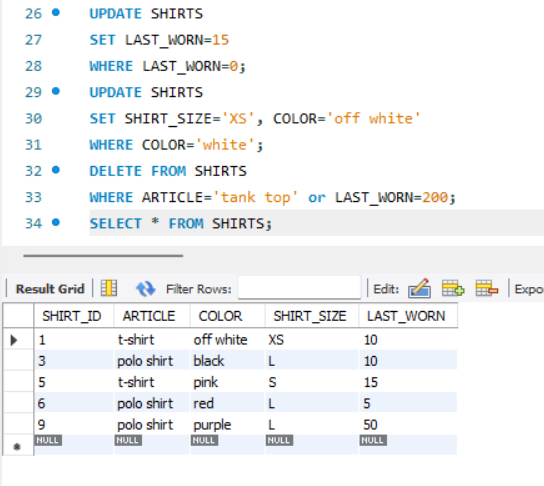 26 UPDATE SHIRTS
27 SET LAST_WORN=15
28 WHERE LAST_WORN=0;
29 UPDATE SHIRTS
30 SET SHIRT_SIZE='XS', COLOR='off white'
31 WHERE COLOR='white';
32 DELETE FROM SHIRTS
33 WHERE ARTICLE='tank top' or LAST_WORN=200;
34 SELECT * FROM SHIRTS;
Result Grid Filter Rows: Edit: Expo
SHIRT_ID ARTICLE COLOR SHIRT_SIZE LAST_WORN
1 t-shirt off white XS 10
3 polo shirt black L 10
5 t-shirt pink S 15
6 polo shirt red L 5
9 polo shirt purple L 50
NULL NULL NULL NULL NULL